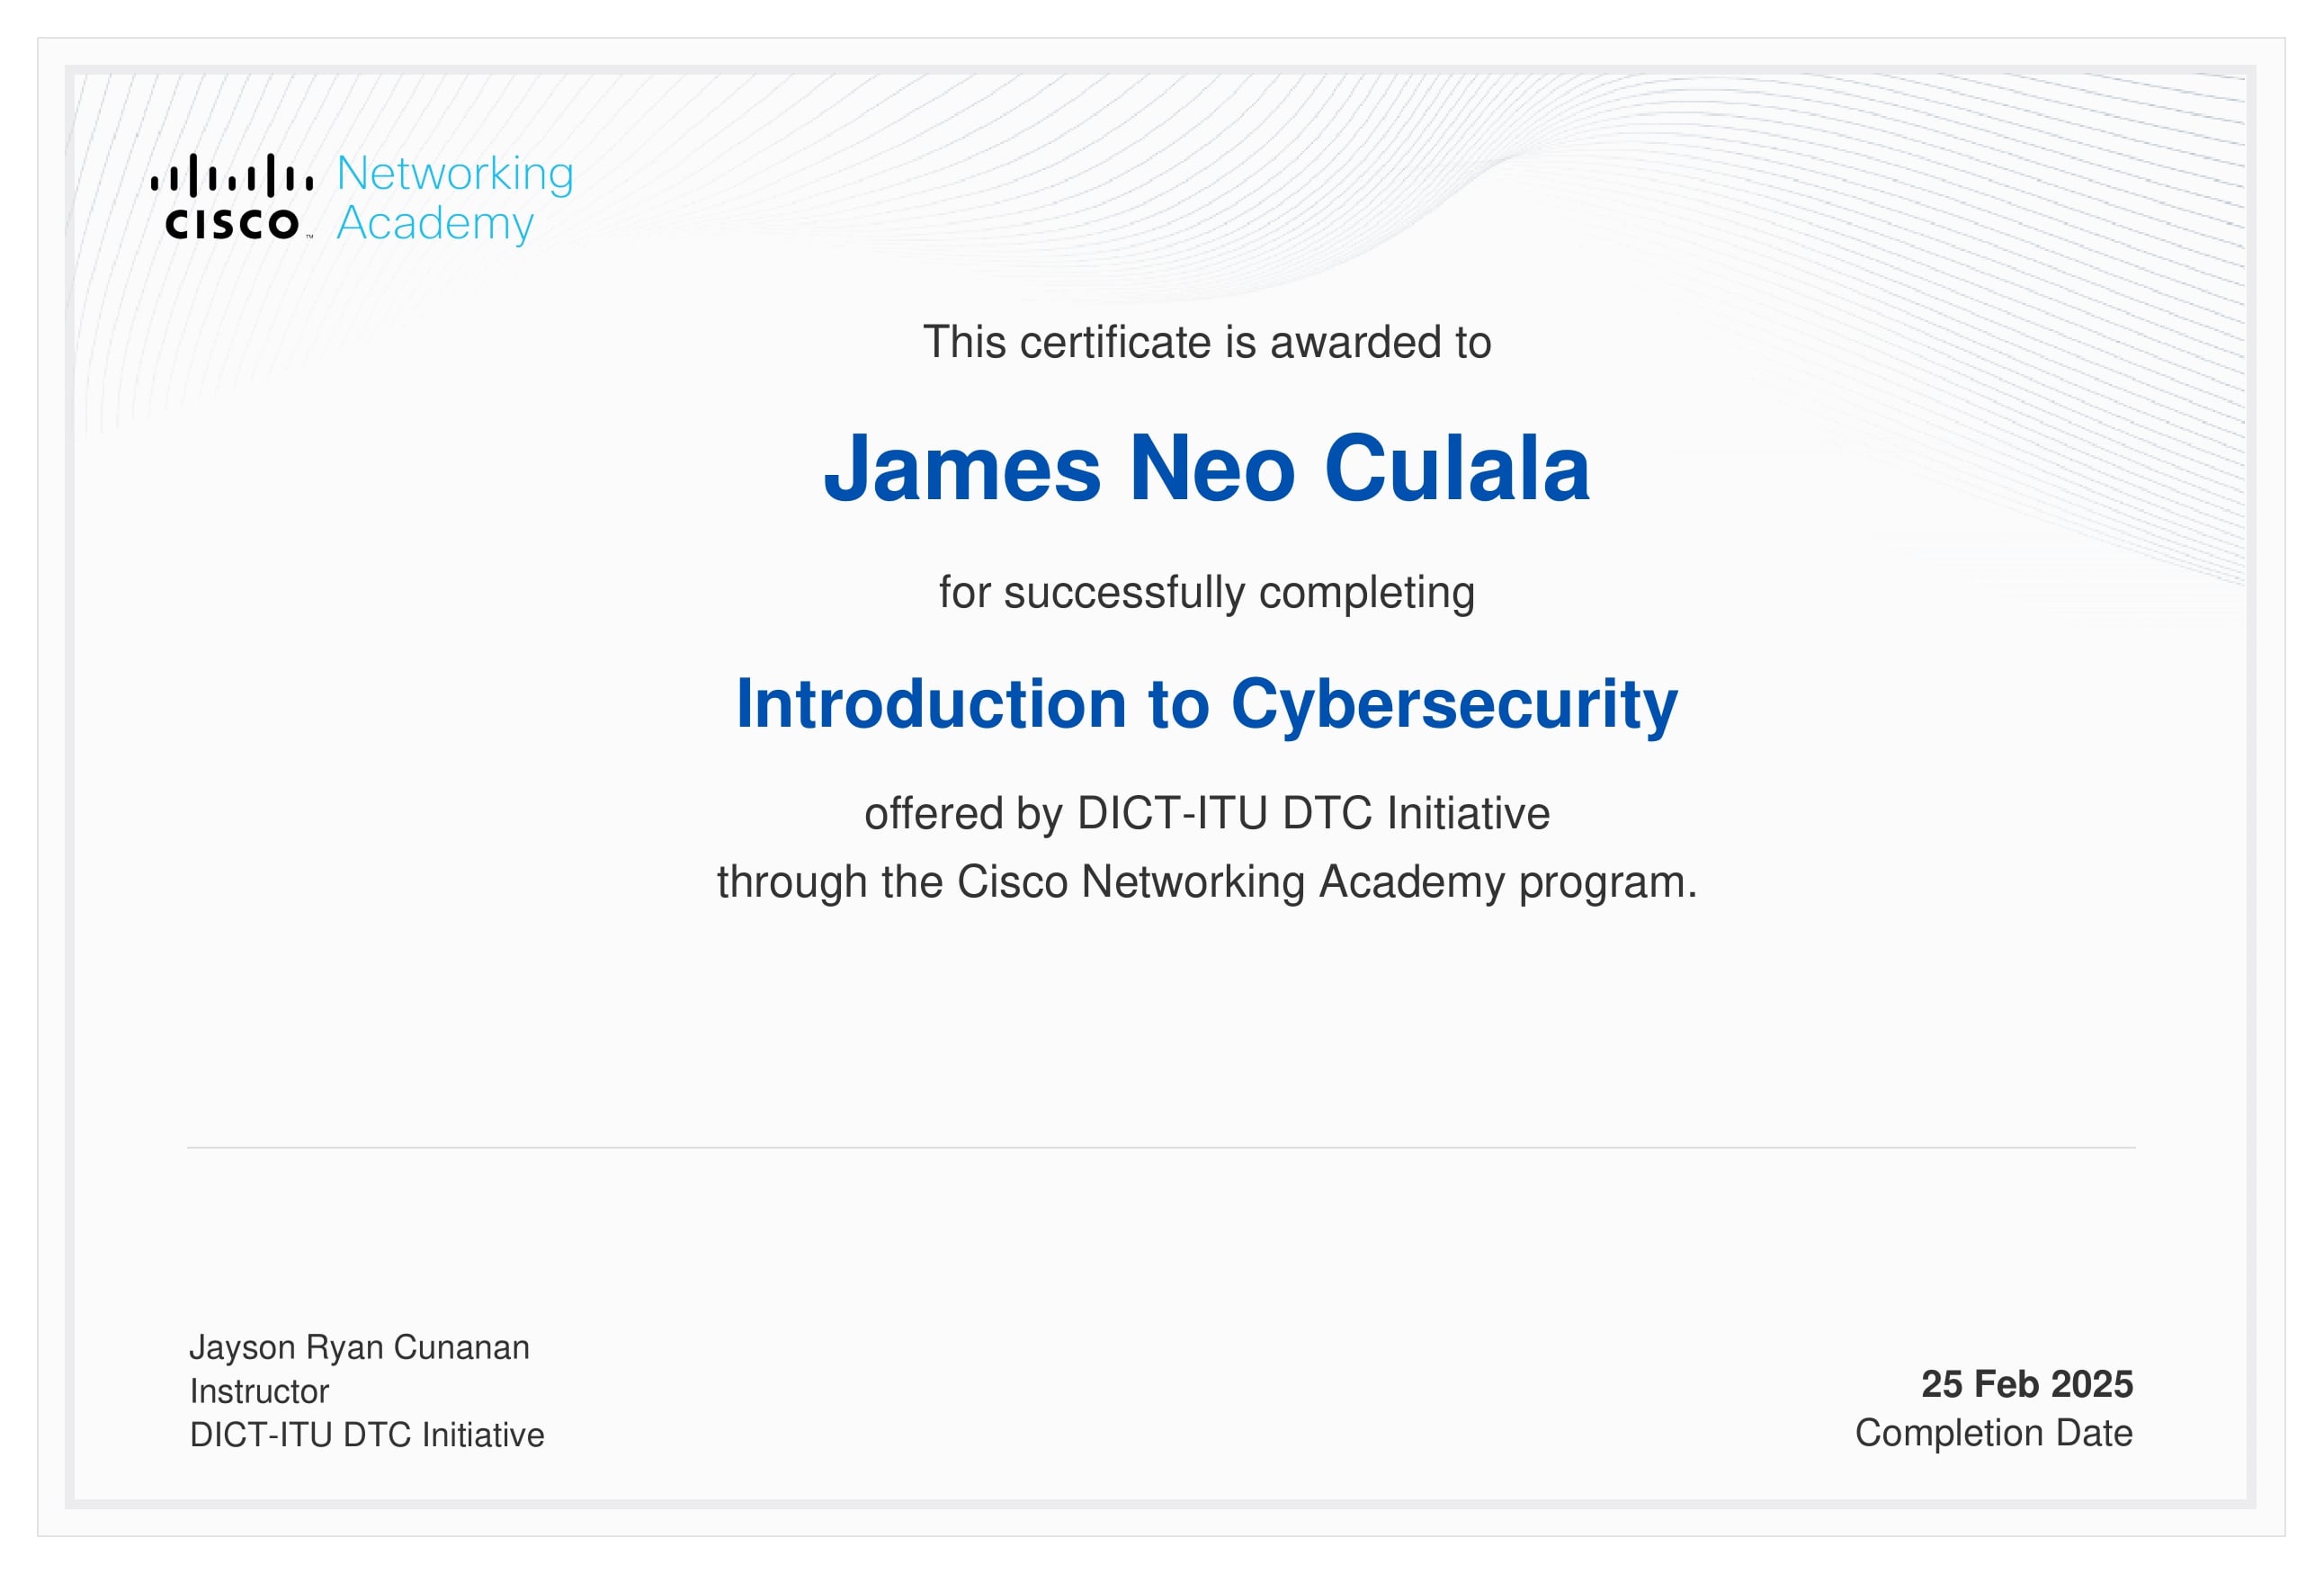 CISCO™
Networking
Academy
This certificate is awarded to
James Neo Culala
for successfully completing
Introduction to Cybersecurity
offered by DICT-ITU DTC Initiative
through the Cisco Networking Academy program.
Jayson Ryan Cunanan
Instructor
DICT-ITU DTC Initiative
25 Feb 2025
Completion Date